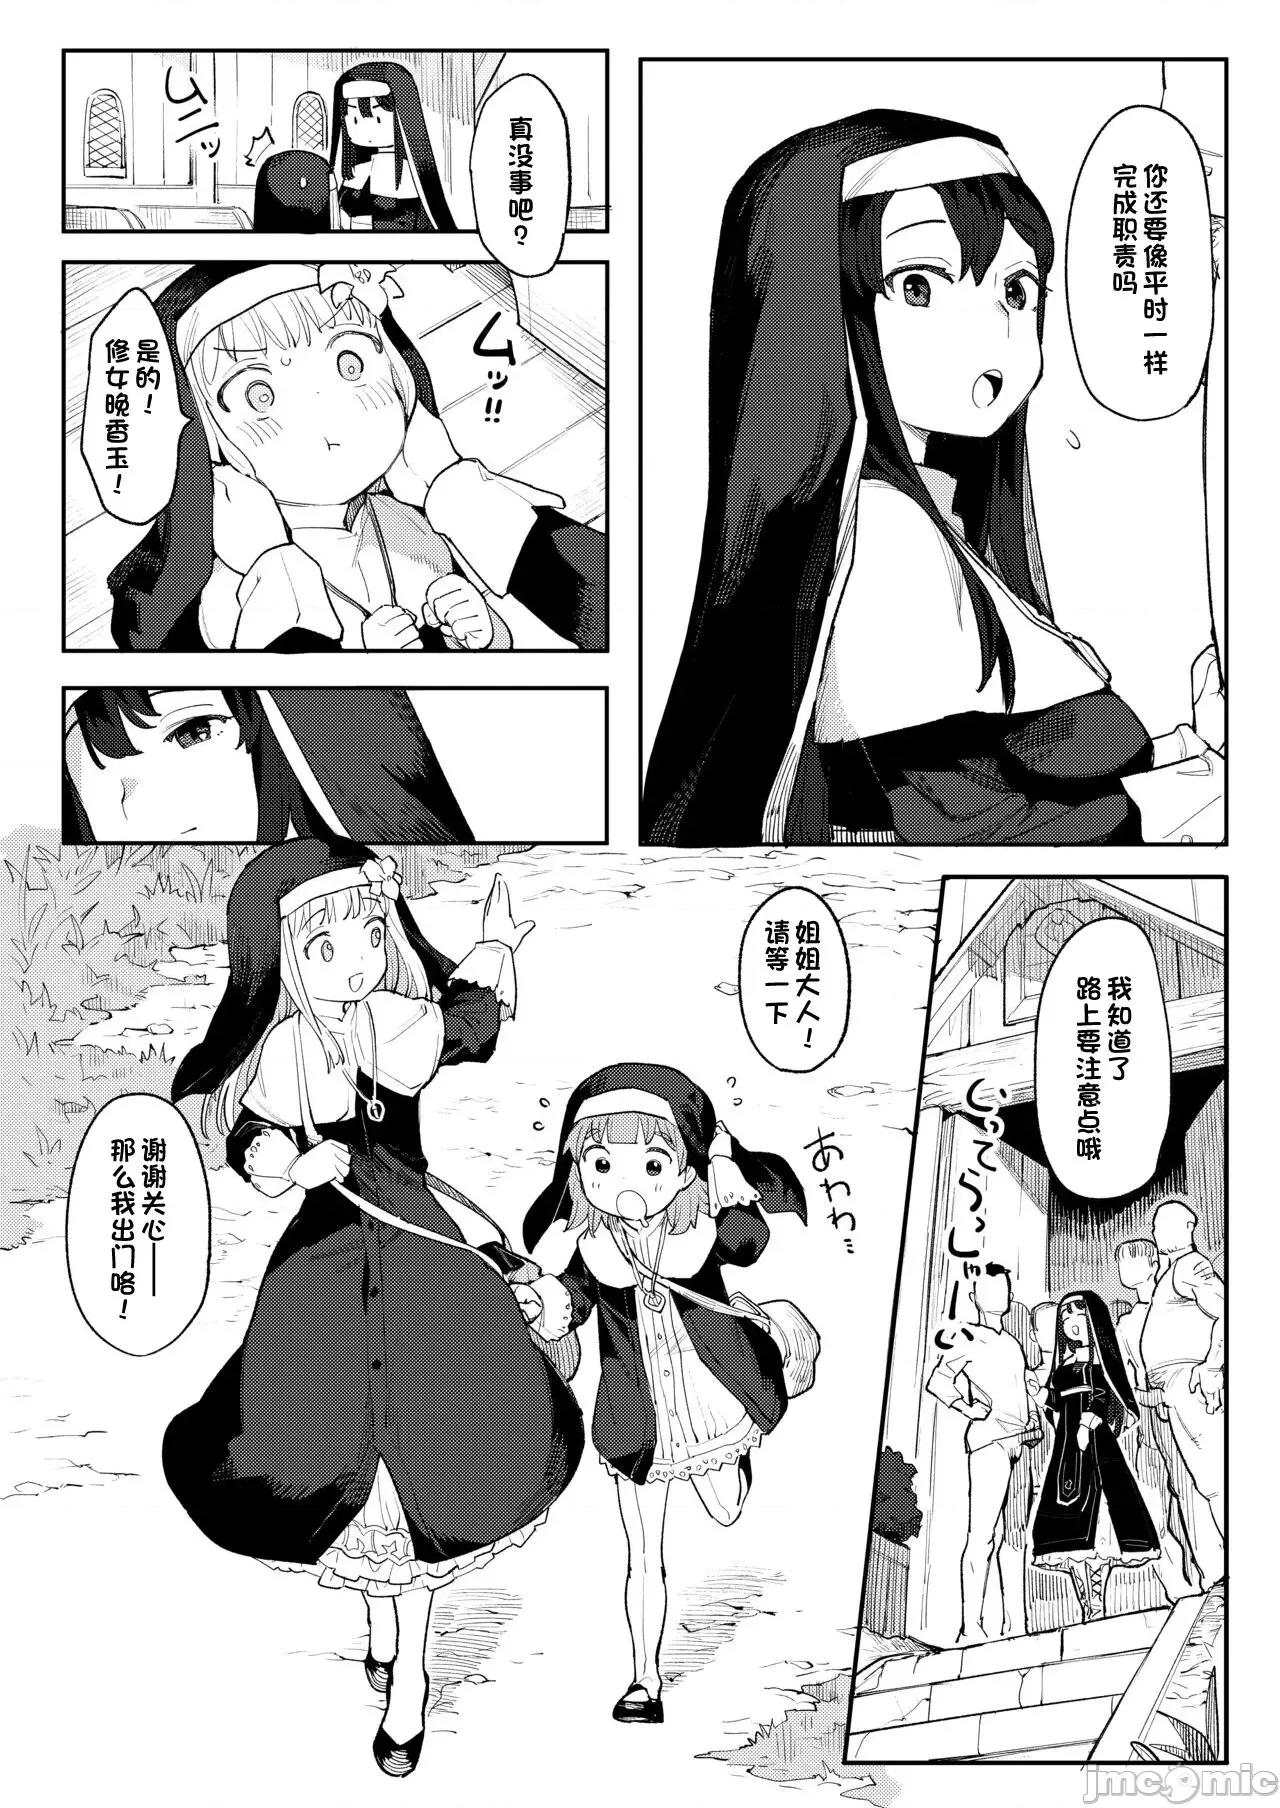 你还要像平时一样
完成职责吗
真没事吧?
ムニッ
ムッ!!
是的!
修女晚香玉!
我知道了
路上要注意点哦
いってらっしゃーい
姐姐大人!
请等一下
あわわ…
谢谢关心——
那么我出门咯!
jmcomic